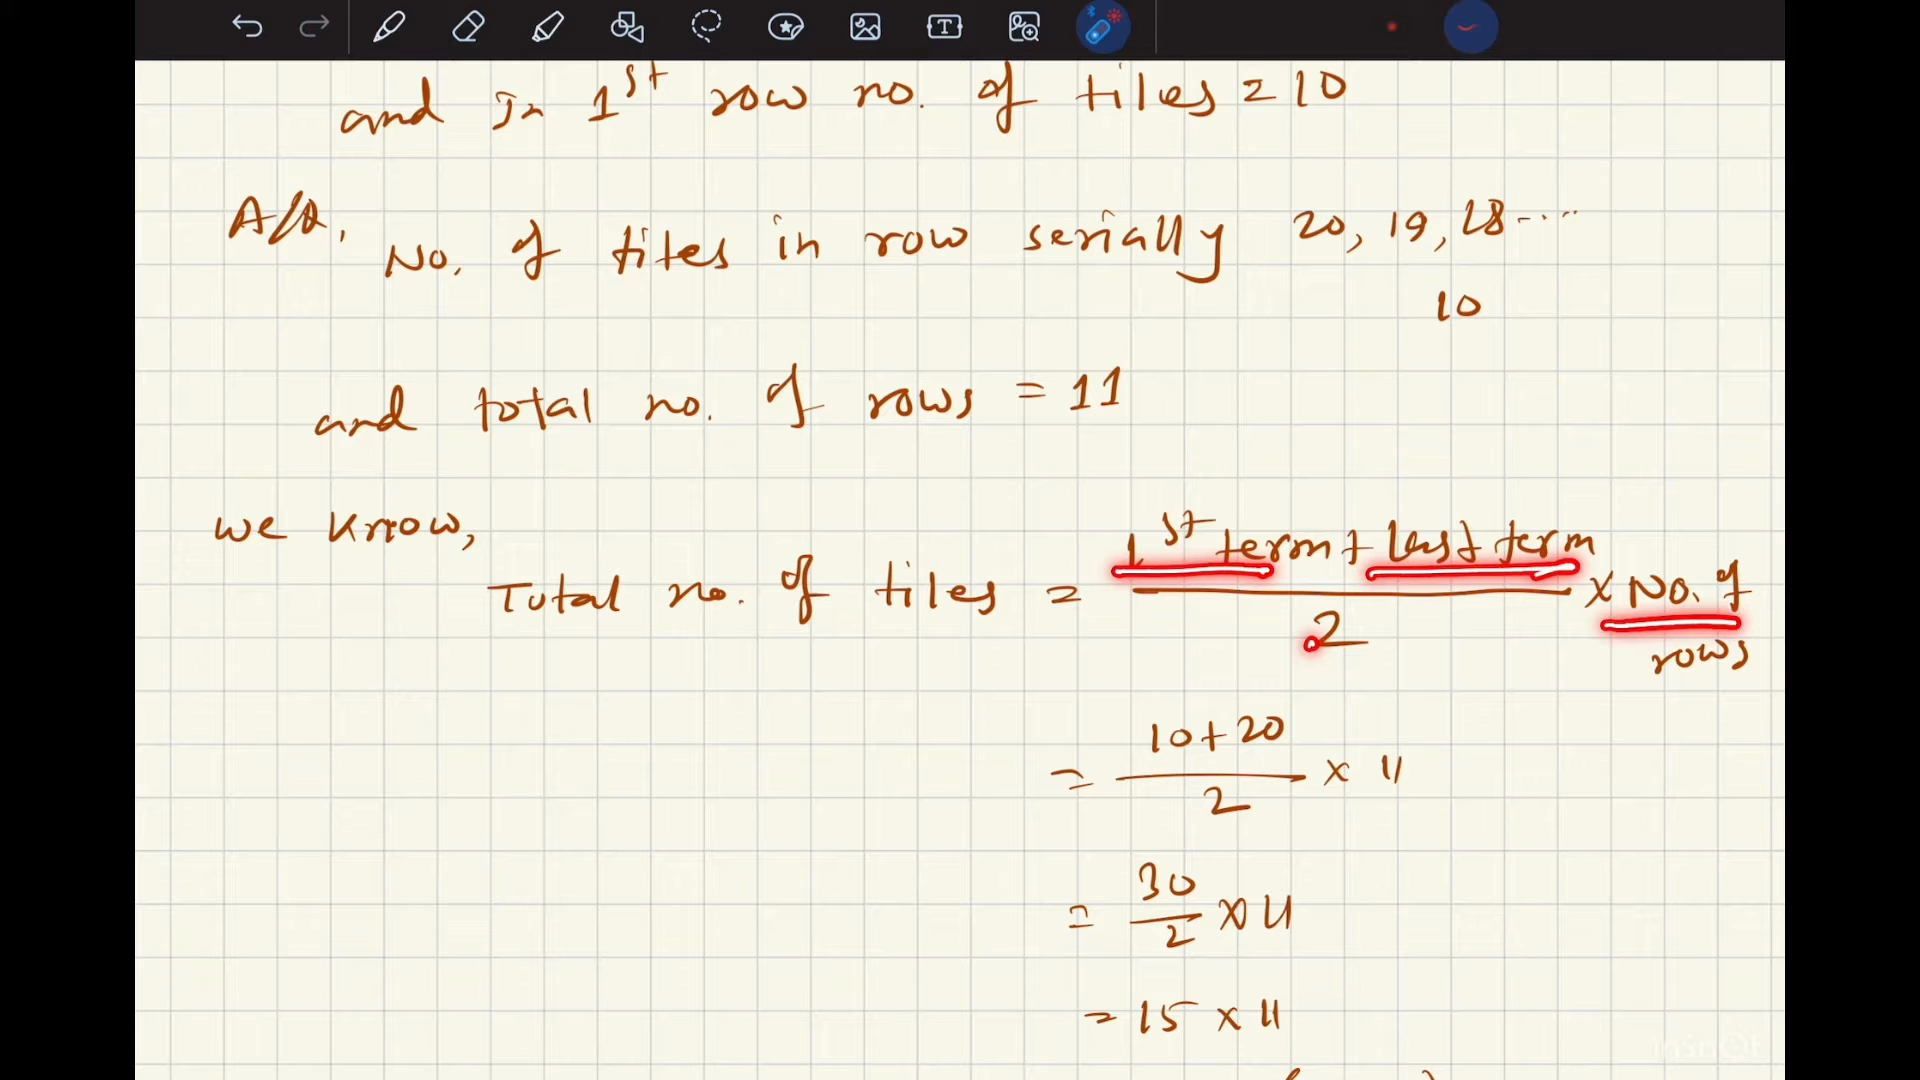 and In 1st row no. of tiles = 10
A/Q, No. of tiles in row serially 20, 19, 18....
10
and total no. of rows = 11
we know,
Total no. of tiles = (1st term + last term)/2 x No. of rows
= (10+20)/2 x 11
= 30/2 x 11
= 15 x 11